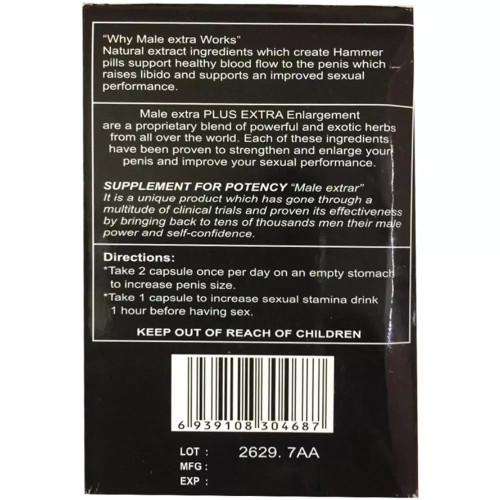 "Why Male extra Works"
Natural extract ingredients which create Hammer
pills support healthy blood flow to the penis which
raises libido and supports an improved sexual
performance.
Male extra PLUS EXTRA Enlargement
are a proprietary blend of powerful and exotic herbs
from all over the world. Each of these ingredients
have been proven to strengthen and enlarge your
penis and improve your sexual performance.
SUPPLEMENT FOR POTENCY "Male extrar"
It is a unique product which has gone through a
multitude of clinical trials and proven its effectiveness
by bringing back to tens of thousands men their male
power and self-confidence.
Directions:
*Take 2 capsule once per day on an empty stomach
to increase penis size.
*Take 1 capsule to increase sexual stamina drink
1 hour before having sex.
KEEP OUT OF REACH OF CHILDREN
6 939108 304687
LOT : 2629. 7AA
MFG :
EXP :